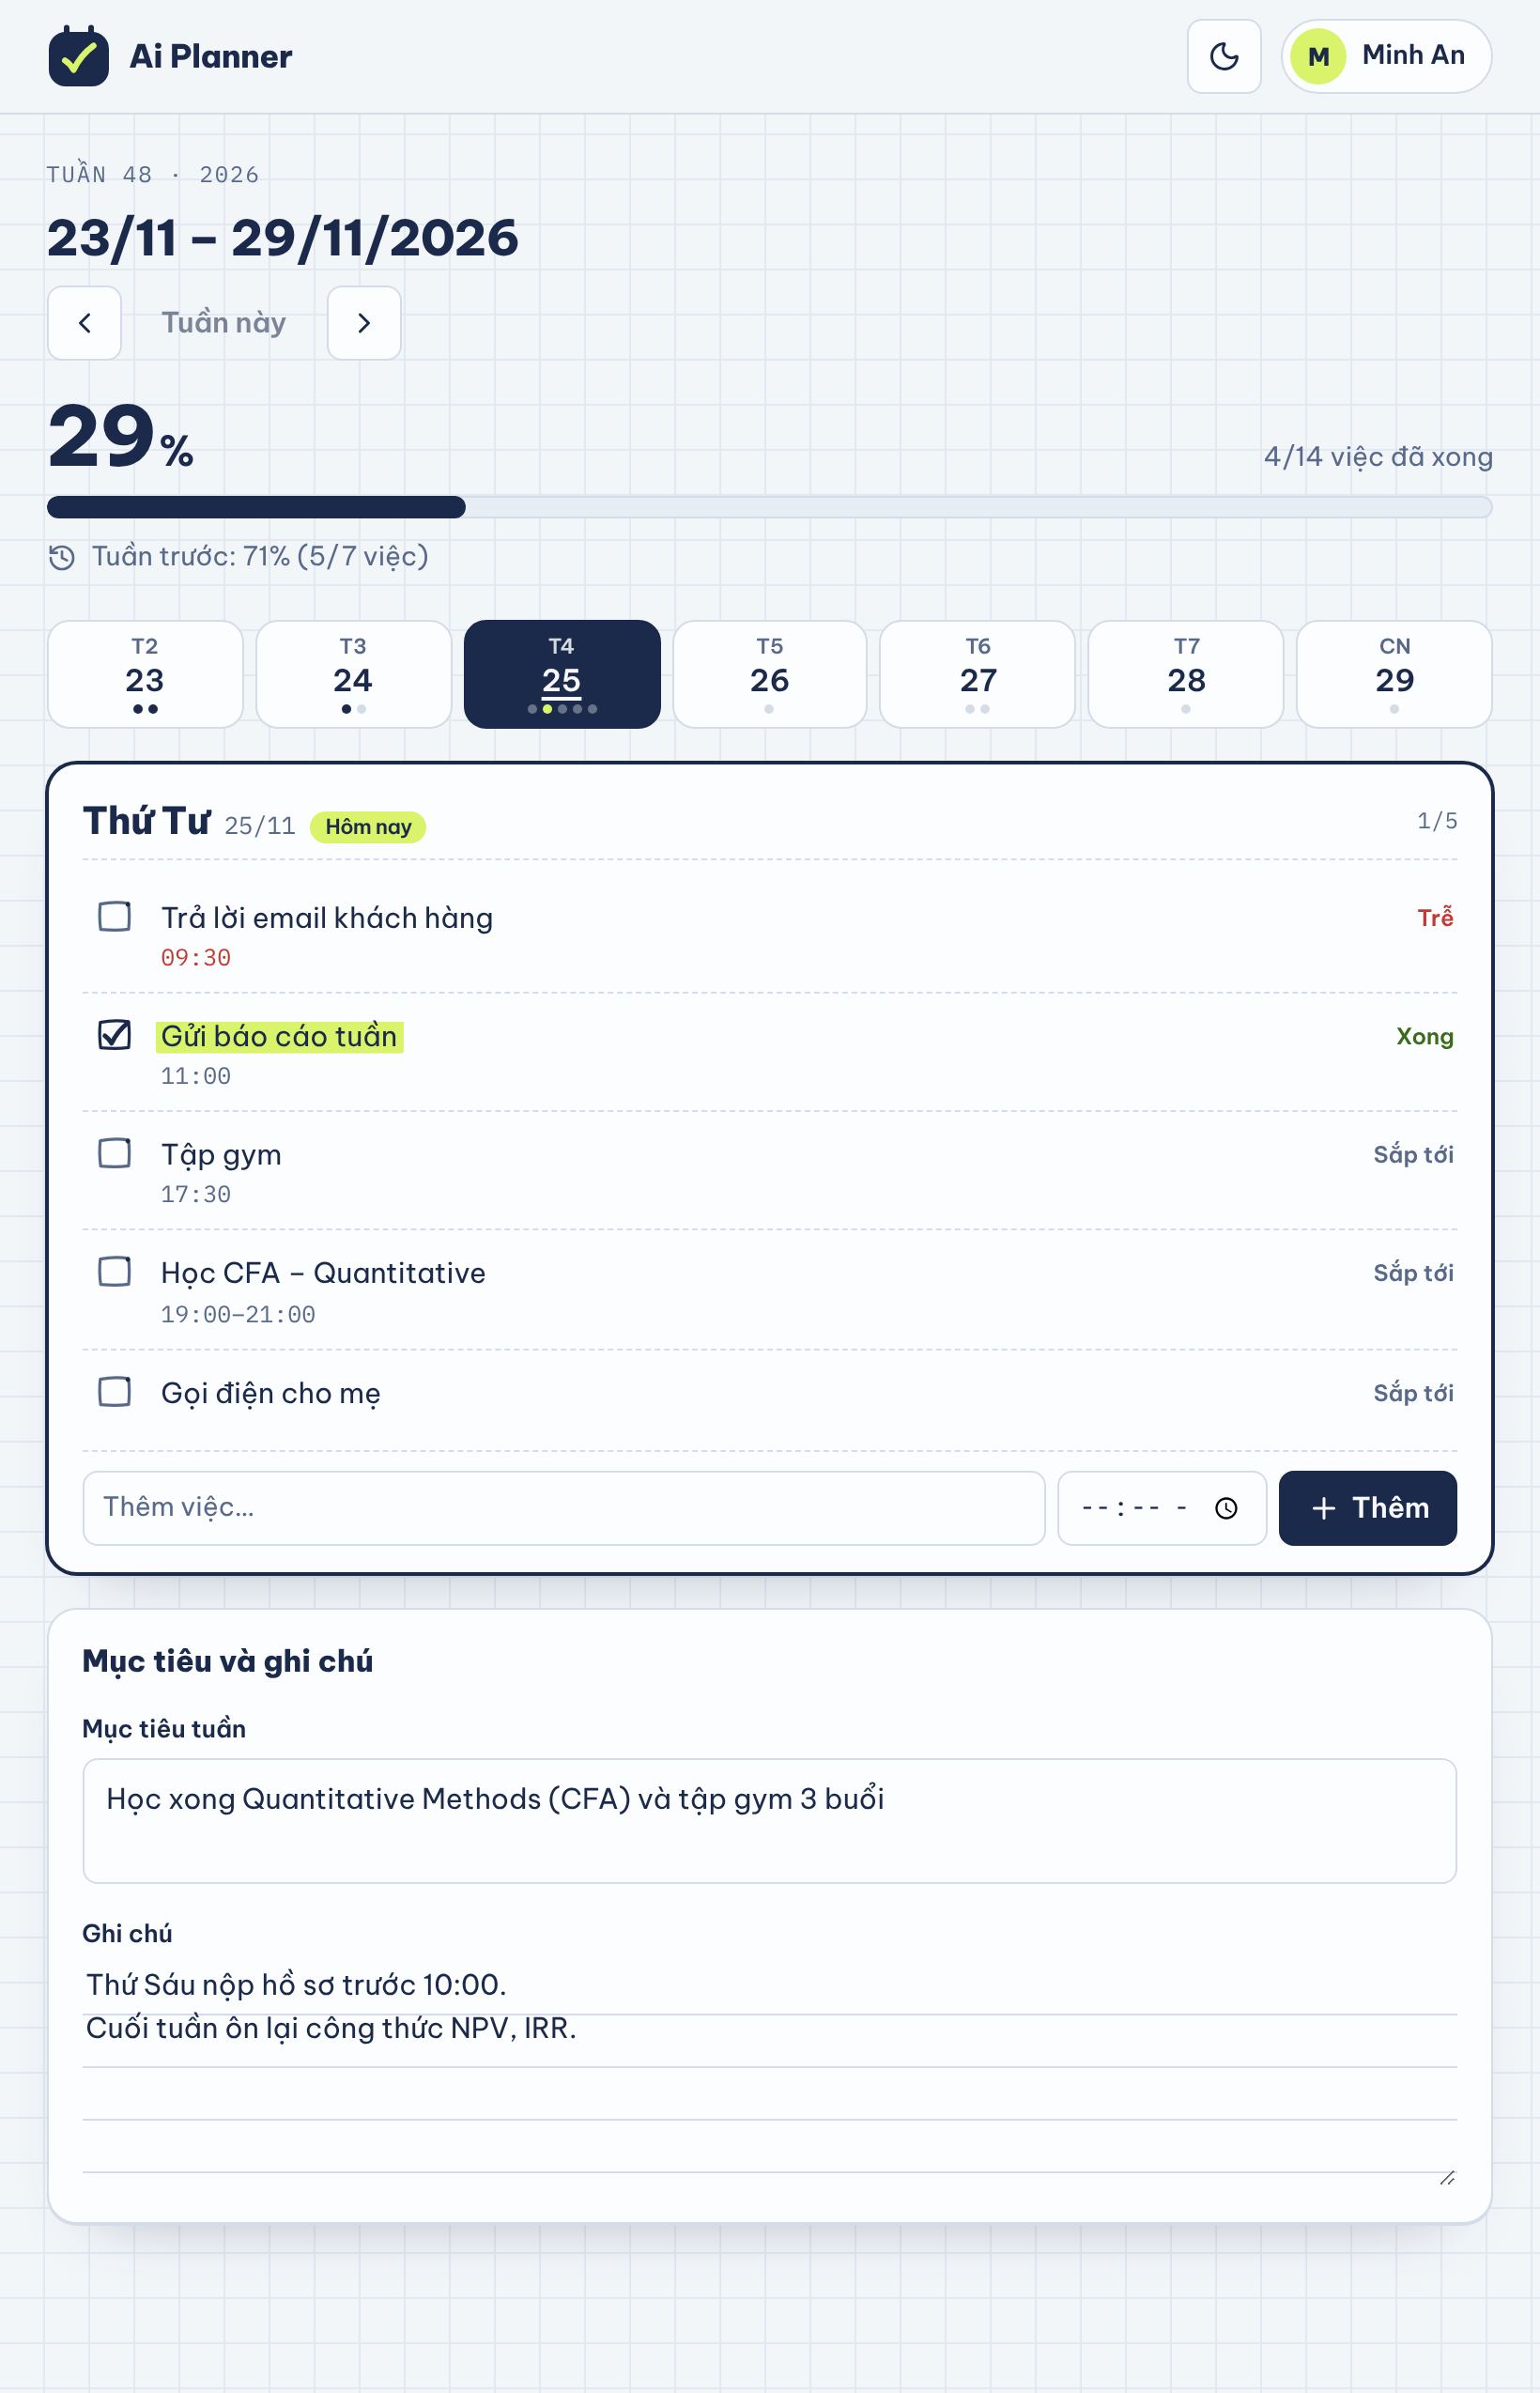 Ai Planner
M
Minh An
TUẦN 48 · 2026
23/11 – 29/11/2026
Tuần này
29%
4/14 việc đã xong
Tuần trước: 71% (5/7 việc)
T2 T3 T4 T5 T6 T7 CN
23 24 25 26 27 28 29
Thứ Tư 25/11 Hôm nay 1/5
Trả lời email khách hàng Trễ
09:30
Gửi báo cáo tuần Xong
11:00
Tập gym Sắp tới
17:30
Học CFA – Quantitative Sắp tới
19:00–21:00
Gọi điện cho mẹ Sắp tới
Thêm việc... --:-- - Thêm
Mục tiêu và ghi chú
Mục tiêu tuần
Học xong Quantitative Methods (CFA) và tập gym 3 buổi
Ghi chú
Thứ Sáu nộp hồ sơ trước 10:00.
Cuối tuần ôn lại công thức NPV, IRR.